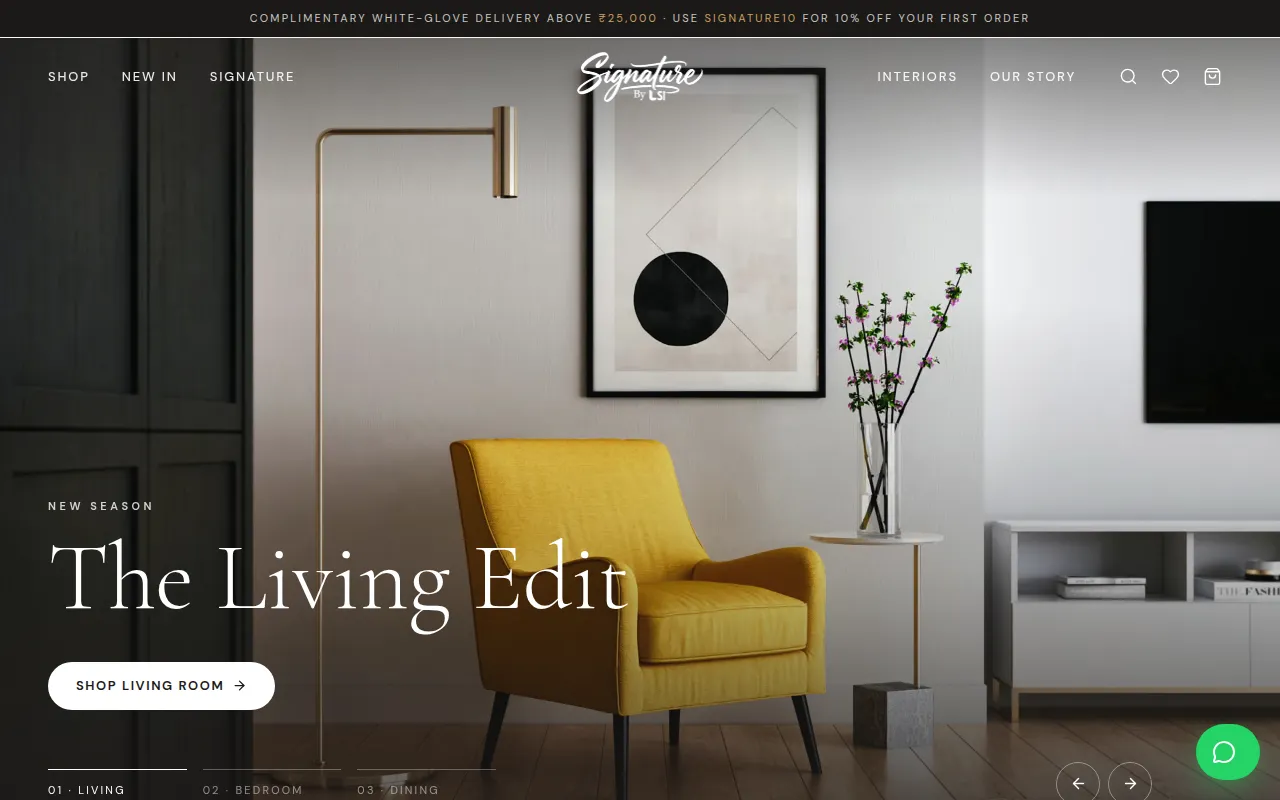 COMPLIMENTARY WHITE-GLOVE DELIVERY ABOVE ₹25,000 · USE SIGNATURE10 FOR 10% OFF YOUR FIRST ORDER
SHOP NEW IN SIGNATURE
Signature
By LSI
INTERIORS OUR STORY
NEW SEASON
The Living Edit
THE FASHI
SHOP LIVING ROOM →
01 · LIVING 02 · BEDROOM 03 · DINING